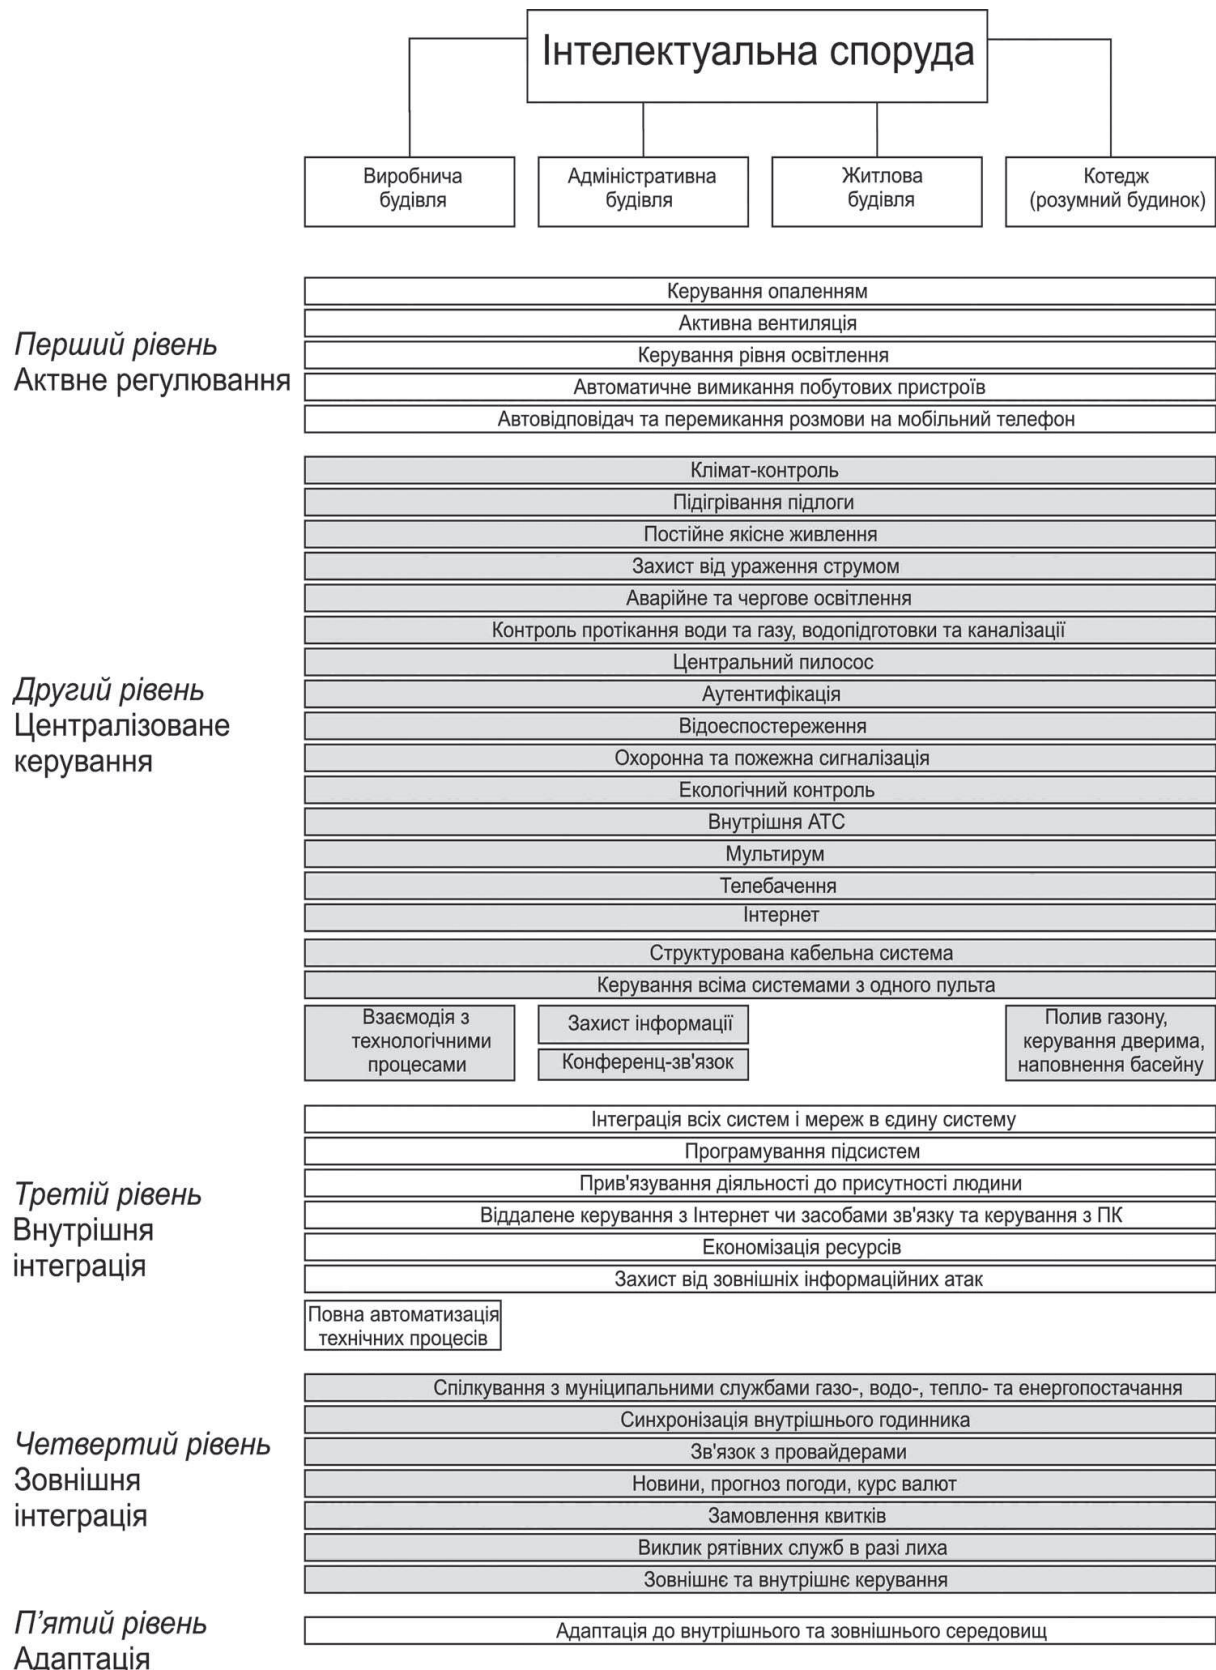 Інтелектуальна споруда
Виробнича
будівля
Адміністративна
будівля
Житлова
будівля
Котедж
(розумний будинок)
Перший рівень
Актвне регулювання
Керування опаленням
Активна вентиляція
Керування рівня освітлення
Автоматичне вимикання побутових пристроїв
Автовідповідач та перемикання розмови на мобільний телефон
Другий рівень
Централізоване
керування
Клімат-контроль
Підігрівання підлоги
Постійне якісне живлення
Захист від ураження струмом
Аварійне та чергове освітлення
Контроль протікання води та газу, водопідготовки та каналізації
Центральний пилосос
Аутентифікація
Відоеспостереження
Охоронна та пожежна сигналізація
Екологічний контроль
Внутрішня АТС
Мультирум
Телебачення
Інтернет
Структурована кабельна система
Керування всіма системами з одного пульта
Взаємодія з
технологічними
процесами
Захист інформації
Конференц-зв'язок
Полив газону,
керування дверима,
наповнення басейну
Третій рівень
Внутрішня
інтеграція
Інтеграція всіх систем і мереж в єдину систему
Програмування підсистем
Прив'язування діяльності до присутності людини
Віддалене керування з Інтернет чи засобами зв'язку та керування з ПК
Економізація ресурсів
Захист від зовнішніх інформаційних атак
Повна автоматизація
технічних процесів
Четвертий рівень
Зовнішня
інтеграція
Спілкування з муніципальними службами газо-, водо-, тепло- та енергопостачання
Синхронізація внутрішнього годинника
Зв'язок з провайдерами
Новини, прогноз погоди, курс валют
Замовлення квитків
Виклик рятівних служб в разі лиха
Зовнішнє та внутрішнє керування
П'ятий рівень
Адаптація
Адаптація до внутрішнього та зовнішнього середовищ